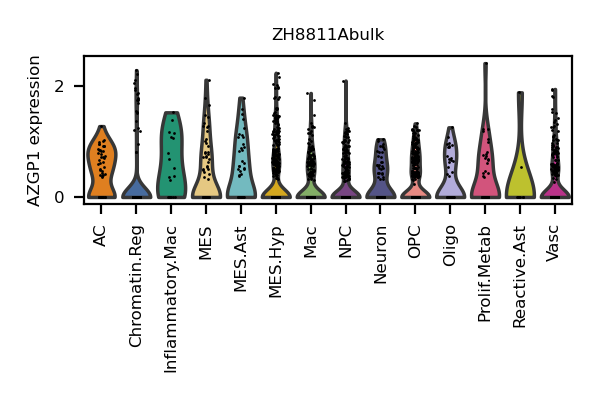 ZH8811Abulk
AZGP1 expression
2
0
AC
Chromatin.Reg
Inflammatory.Mac
MES
MES.Ast
MES.Hyp
Mac
NPC
Neuron
OPC
Oligo
Prolif.Metab
Reactive.Ast
Vasc